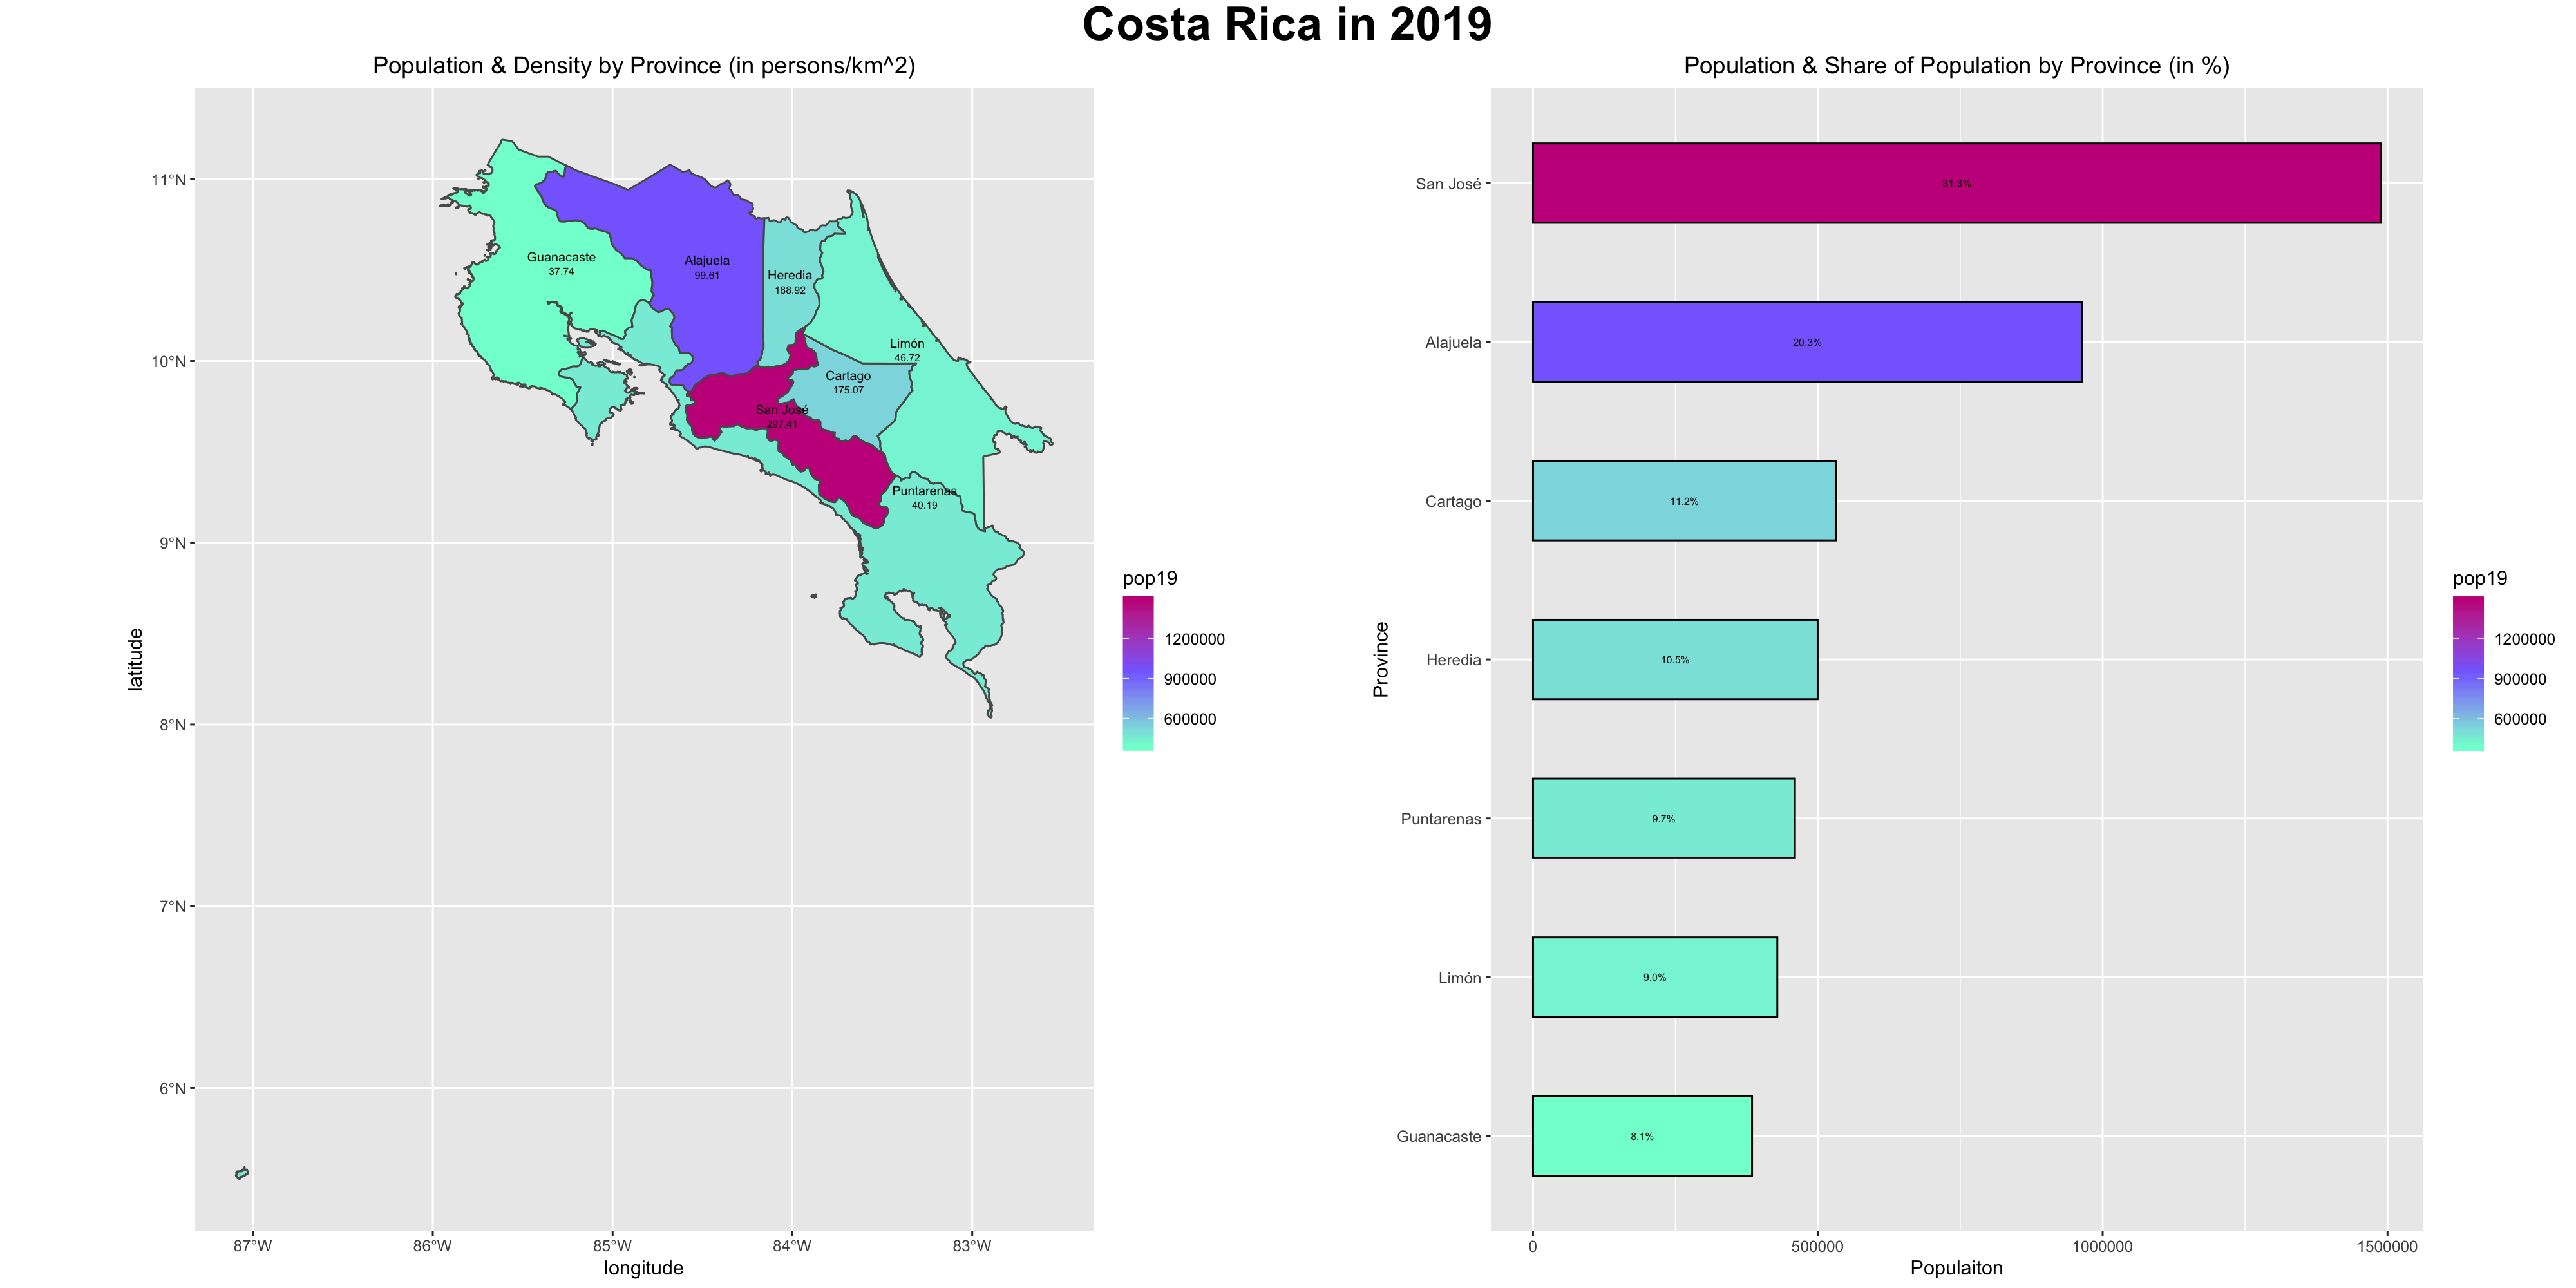 Costa Rica in 2019
Population & Density by Province (in persons/km^2)
11°N
10°N
9°N
8°N
7°N
6°N
latitude
Guanacaste
37.74
Alajuela
99.61
Heredia
188.92
Limón
46.72
Cartago
175.07
San José
297.41
Puntarenas
40.19
87°W
86°W
85°W
84°W
83°W
longitude
pop19
1200000
900000
600000
Population & Share of Population by Province (in %)
Province
San José
31.3%
Alajuela
20.3%
Cartago
11.2%
Heredia
10.5%
Puntarenas
9.7%
Limón
9.0%
Guanacaste
8.1%
0
500000
1000000
1500000
Populaiton
pop19
1200000
900000
600000